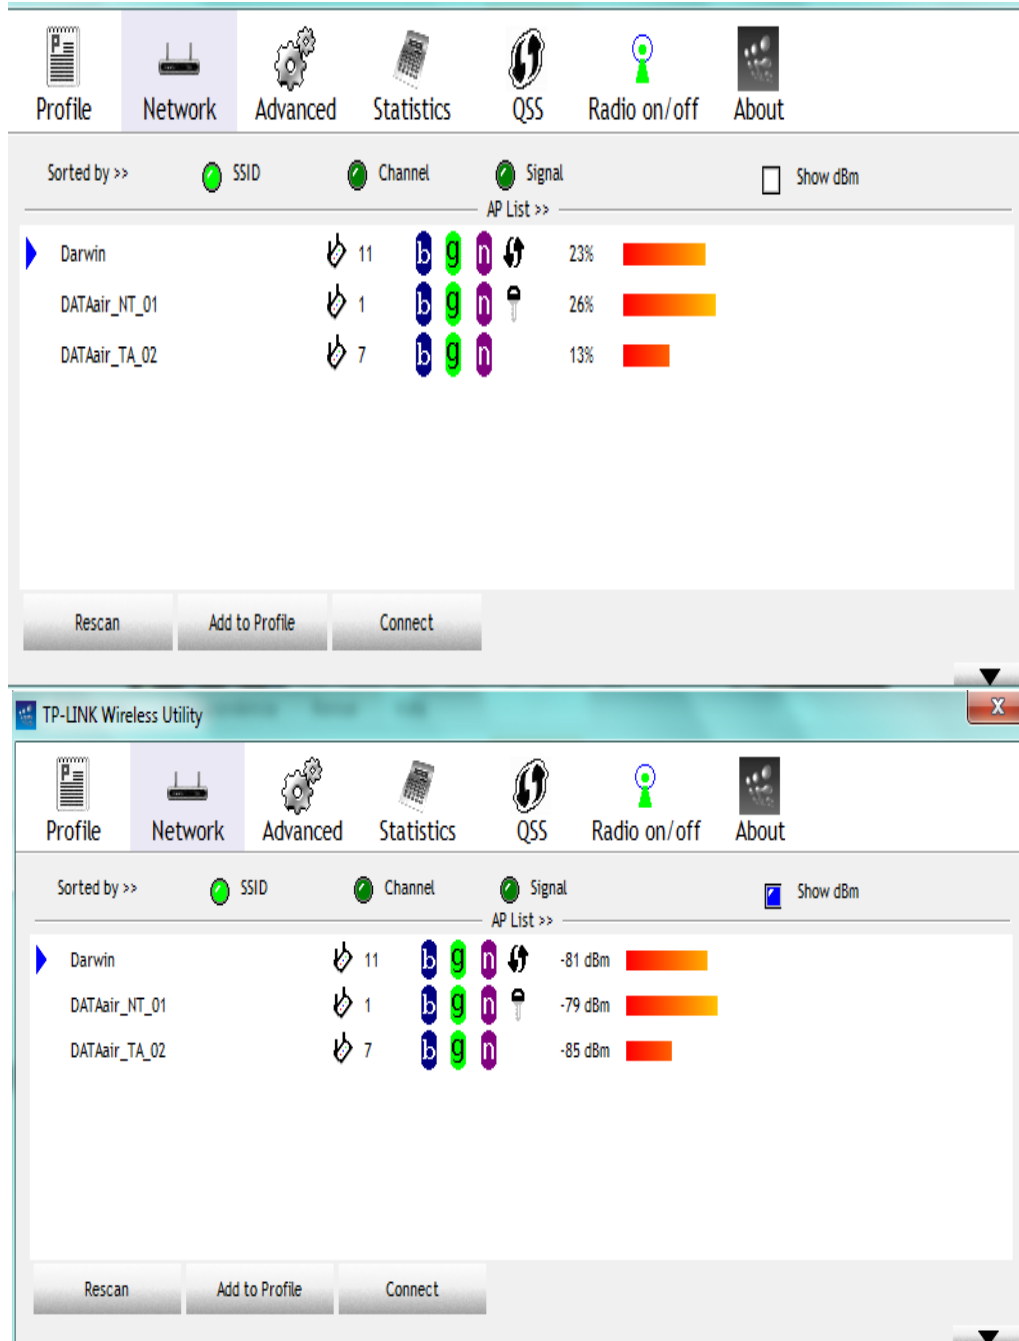 Profile Network Advanced Statistics QSS Radio on/off About
Sorted by >> SSID Channel Signal Show dBm
AP List >>
Darwin 11 b g n 23%
DATAair_NT_01 1 b g n 26%
DATAair_TA_02 7 b g n 13%
Rescan Add to Profile Connect
TP-LINK Wireless Utility X
Profile Network Advanced Statistics QSS Radio on/off About
Sorted by >> SSID Channel Signal Show dBm
AP List >>
Darwin 11 b g n -81 dBm
DATAair_NT_01 1 b g n -79 dBm
DATAair_TA_02 7 b g n -85 dBm
Rescan Add to Profile Connect